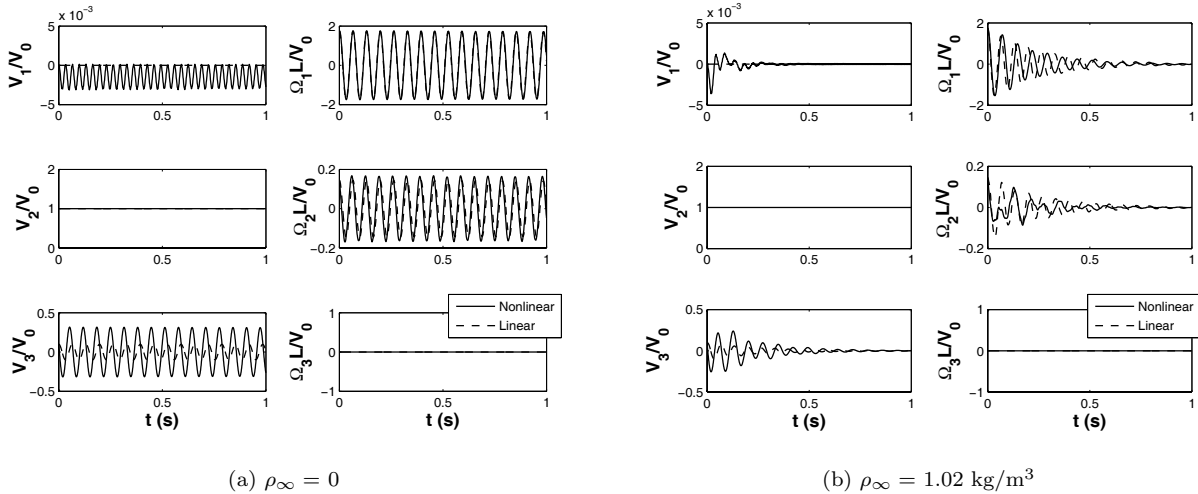 x 10⁻³
5
0
−5
V₁/V₀
0 0.5 1
2
0
−2
Ω₁L/V₀
0 0.5 1
2
1
0
V₂/V₀
0 0.5 1
0.2
0
−0.2
Ω₂L/V₀
0 0.5 1
0.5
0
−0.5
V₃/V₀
0 0.5 1
t (s)
1
0
−1
Ω₃L/V₀
0 0.5 1
t (s)
Nonlinear
Linear
(a) ρ∞ = 0
x 10⁻³
5
0
−5
V₁/V₀
0 0.5 1
2
0
−2
Ω₁L/V₀
0 0.5 1
2
1
0
V₂/V₀
0 0.5 1
0.2
0
−0.2
Ω₂L/V₀
0 0.5 1
0.5
0
−0.5
V₃/V₀
0 0.5 1
t (s)
1
0
−1
Ω₃L/V₀
0 0.5 1
t (s)
Nonlinear
Linear
(b) ρ∞ = 1.02 kg/m³